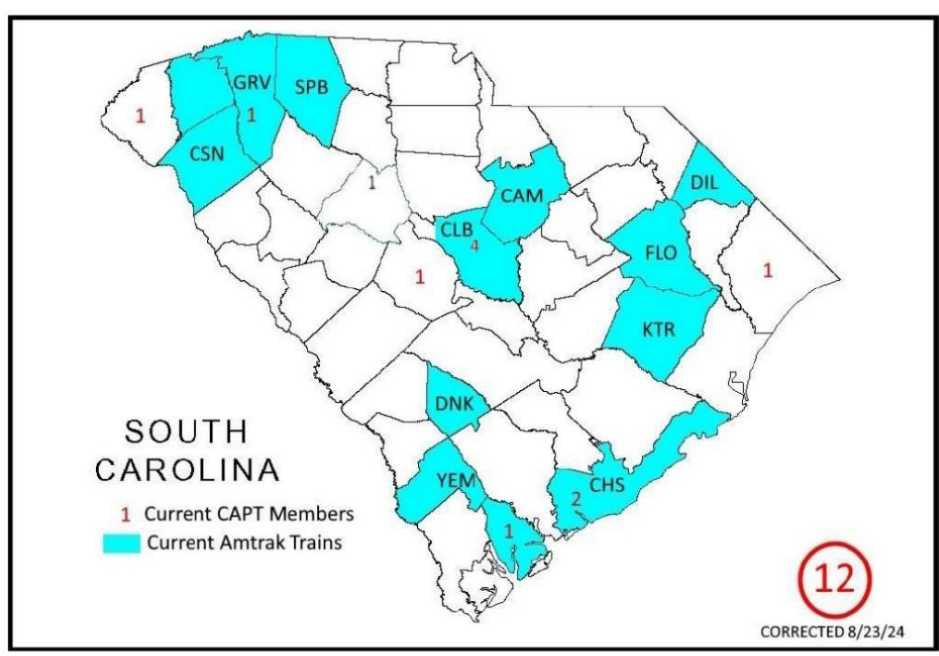 GRV
SPB
1
1
CSN
1
CAM
DIL
CLB
4
FLO
1
1
KTR
DNK
SOUTH
CAROLINA
YEM
CHS
2
1 Current CAPT Members
1
Current Amtrak Trains
12
CORRECTED 8/23/24